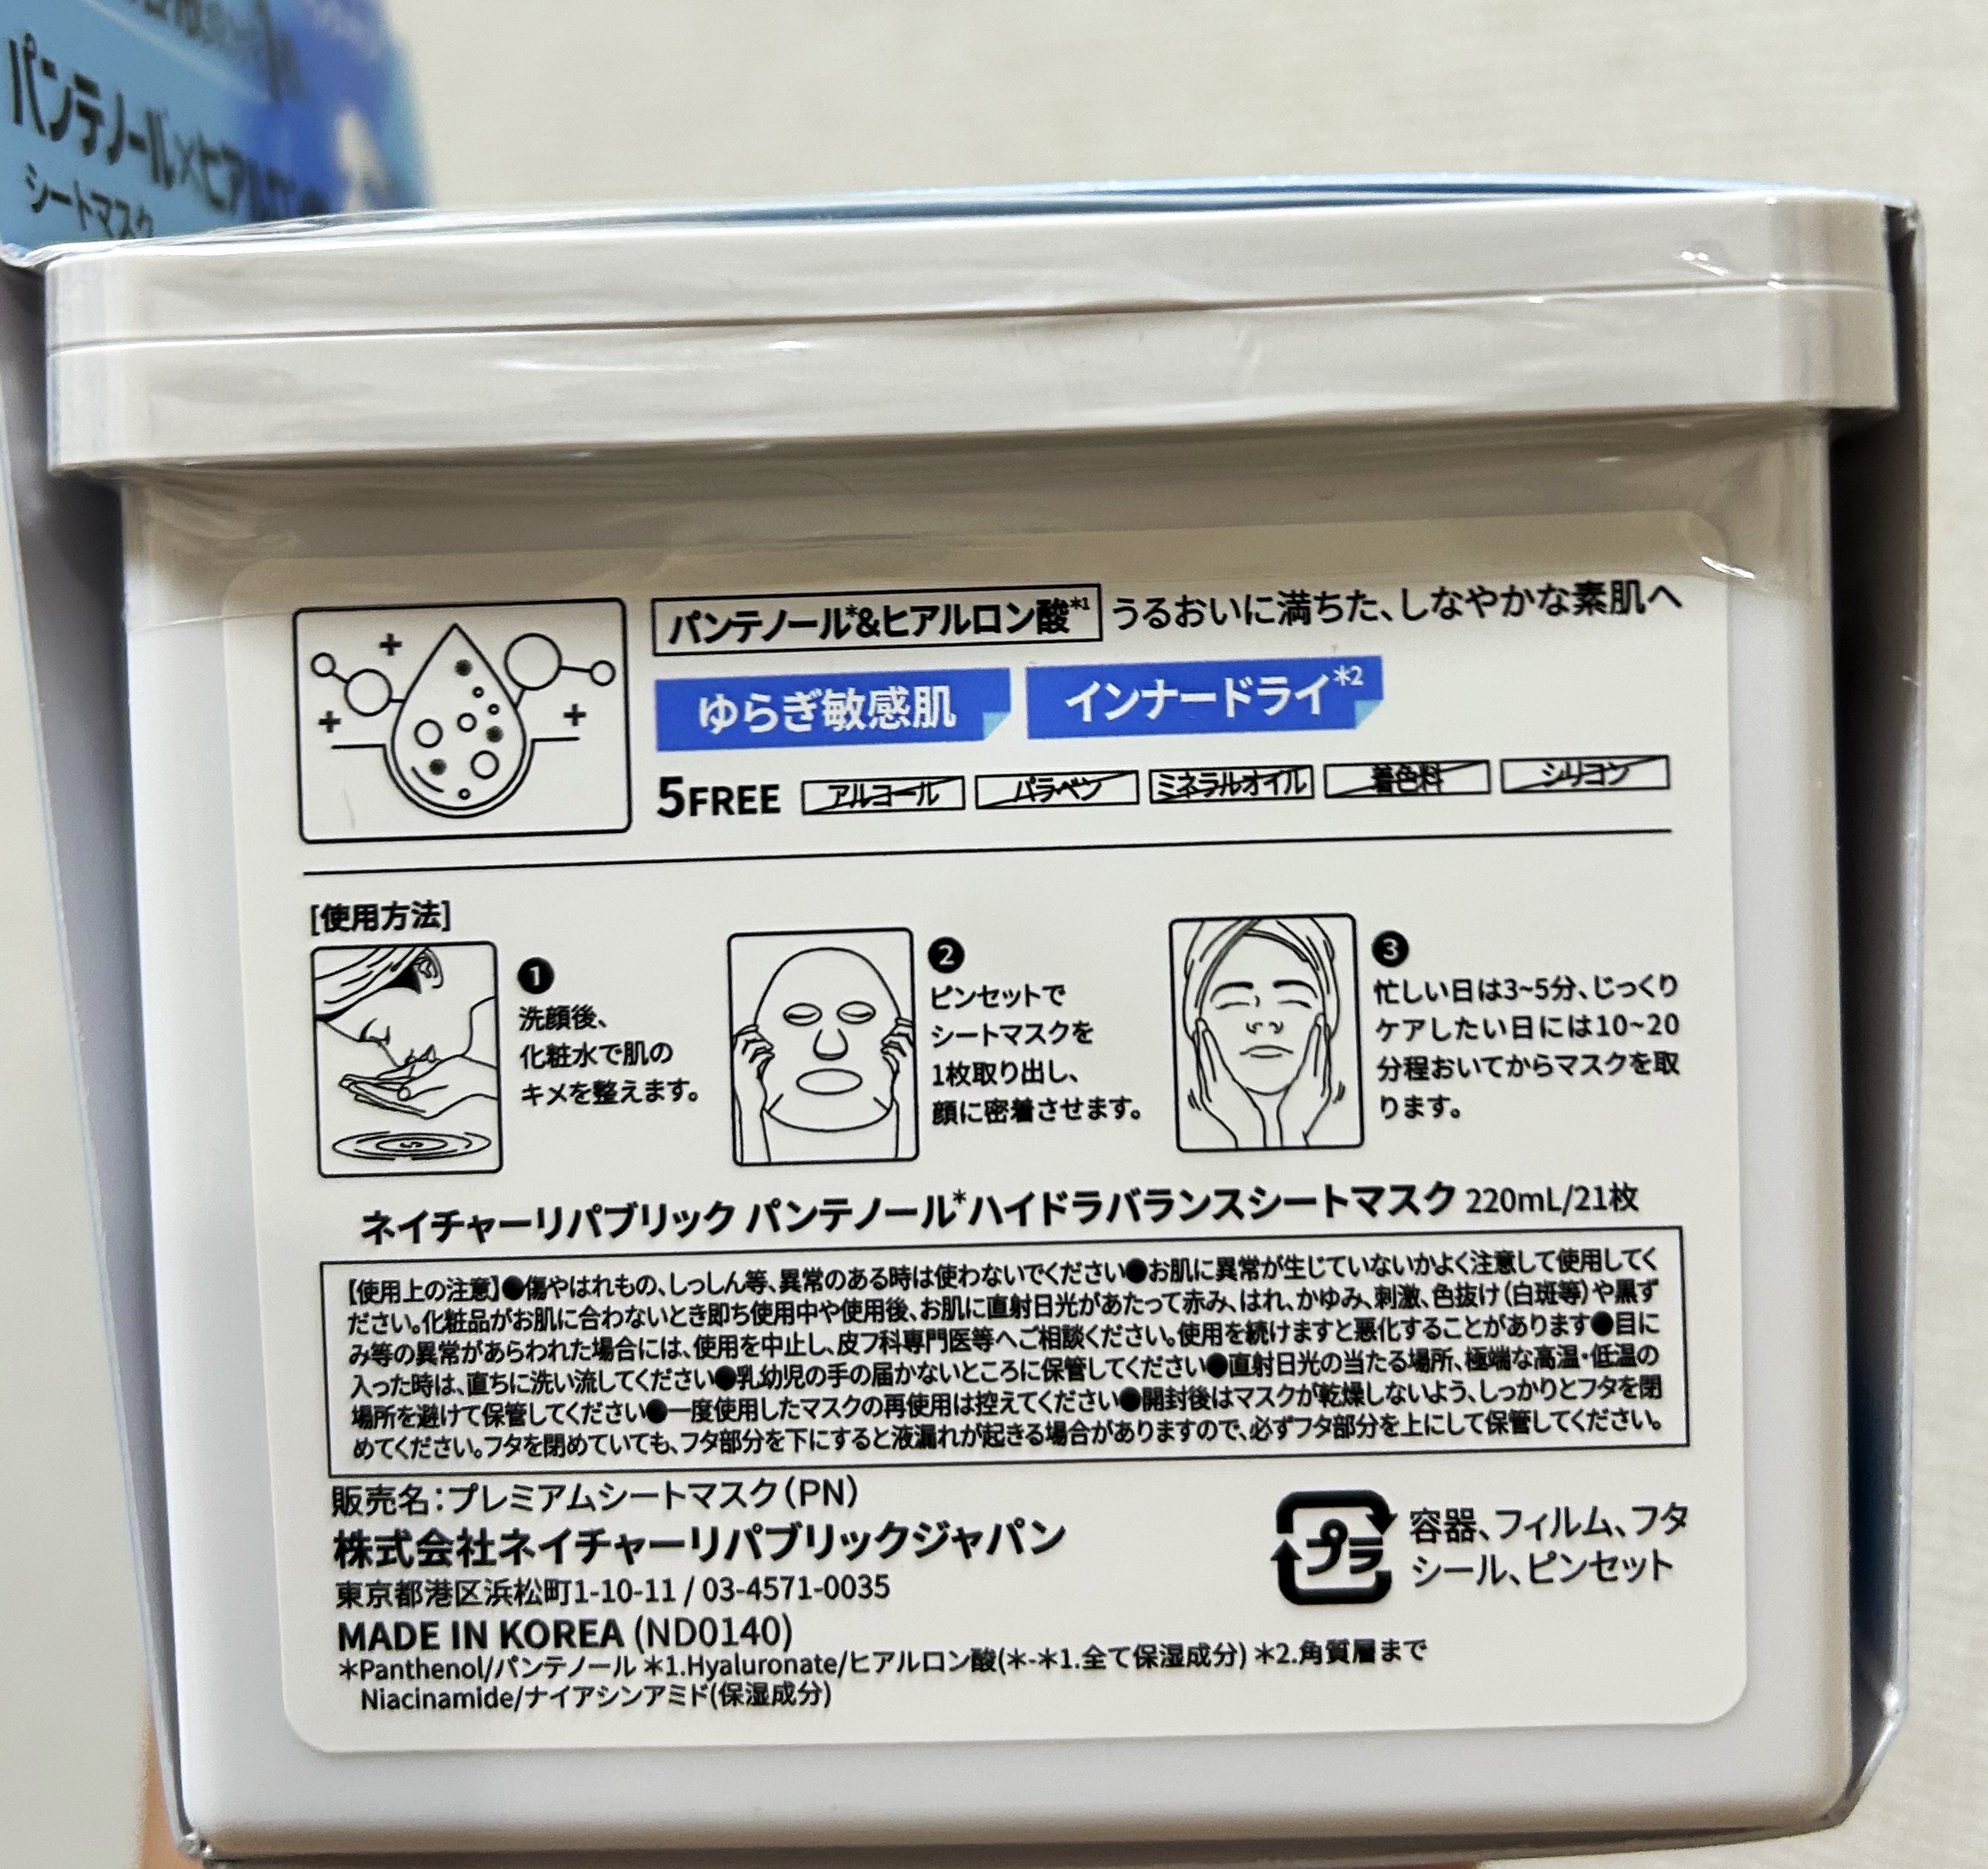 パンテノール×ヒアルロン酸
シートマスク
パンテノール*&ヒアルロン酸*1 うるおいに満ちた、しなやかな素肌へ
ゆらぎ敏感肌 インナードライ*2
5FREE アルコール パラベン ミネラルオイル 着色料 シリコン
[使用方法]
1
洗顔後、
化粧水で肌の
キメを整えます。
2
ピンセットで
シートマスクを
1枚取り出し、
顔に密着させます。
3
忙しい日は3~5分、じっくり
ケアしたい日には10~20
分程おいてからマスクを取
ります。
ネイチャーリパブリック パンテノール*ハイドラバランスシートマスク 220mL/21枚
【使用上の注意】●傷やはれもの、しっしん等、異常のある時は使わないでください●お肌に異常が生じていないかよく注意して使用してく
ださい。化粧品がお肌に合わないとき即ち使用中や使用後、お肌に直射日光があたって赤み、はれ、かゆみ、刺激、色抜け(白斑等)や黒ず
み等の異常があらわれた場合には、使用を中止し、皮フ科専門医等へご相談ください。使用を続けますと悪化することがあります●目に
入った時は、直ちに洗い流してください●乳幼児の手の届かないところに保管してください●直射日光の当たる場所、極端な高温・低温の
場所を避けて保管してください●一度使用したマスクの再使用は控えてください●開封後はマスクが乾燥しないよう、しっかりとフタを閉
めてください。フタを閉めていても、フタ部分を下にすると液漏れが起きる場合がありますので、必ずフタ部分を上にして保管してください。
販売名:プレミアムシートマスク(PN)
株式会社ネイチャーリパブリックジャパン
東京都港区浜松町1-10-11 / 03-4571-0035
MADE IN KOREA (ND0140)
*Panthenol/パンテノール *1.Hyaluronate/ヒアルロン酸(*-*1.全て保湿成分) *2.角質層まで
Niacinamide/ナイアシンアミド(保湿成分)
プラ
容器、フィルム、フタ
シール、ピンセット